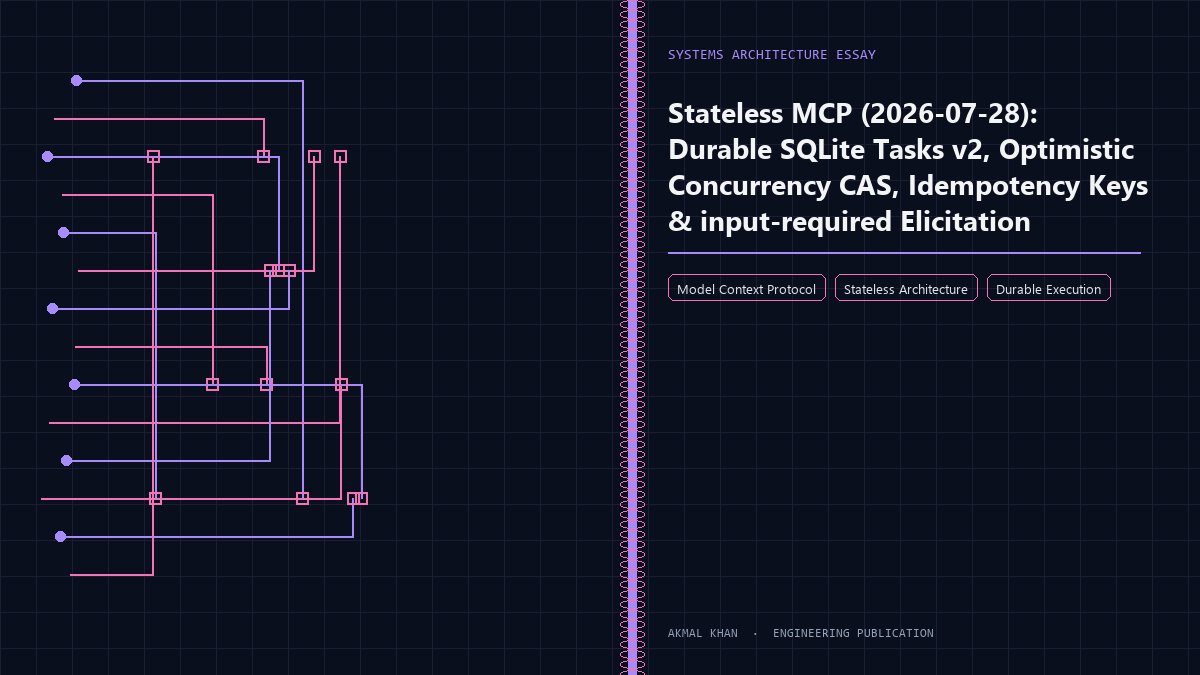 SYSTEMS ARCHITECTURE ESSAY
Stateless MCP (2026-07-28):
Durable SQLite Tasks v2, Optimistic
Concurrency CAS, Idempotency Keys
& input-required Elicitation
Model Context Protocol
Stateless Architecture
Durable Execution
AKMAL KHAN · ENGINEERING PUBLICATION